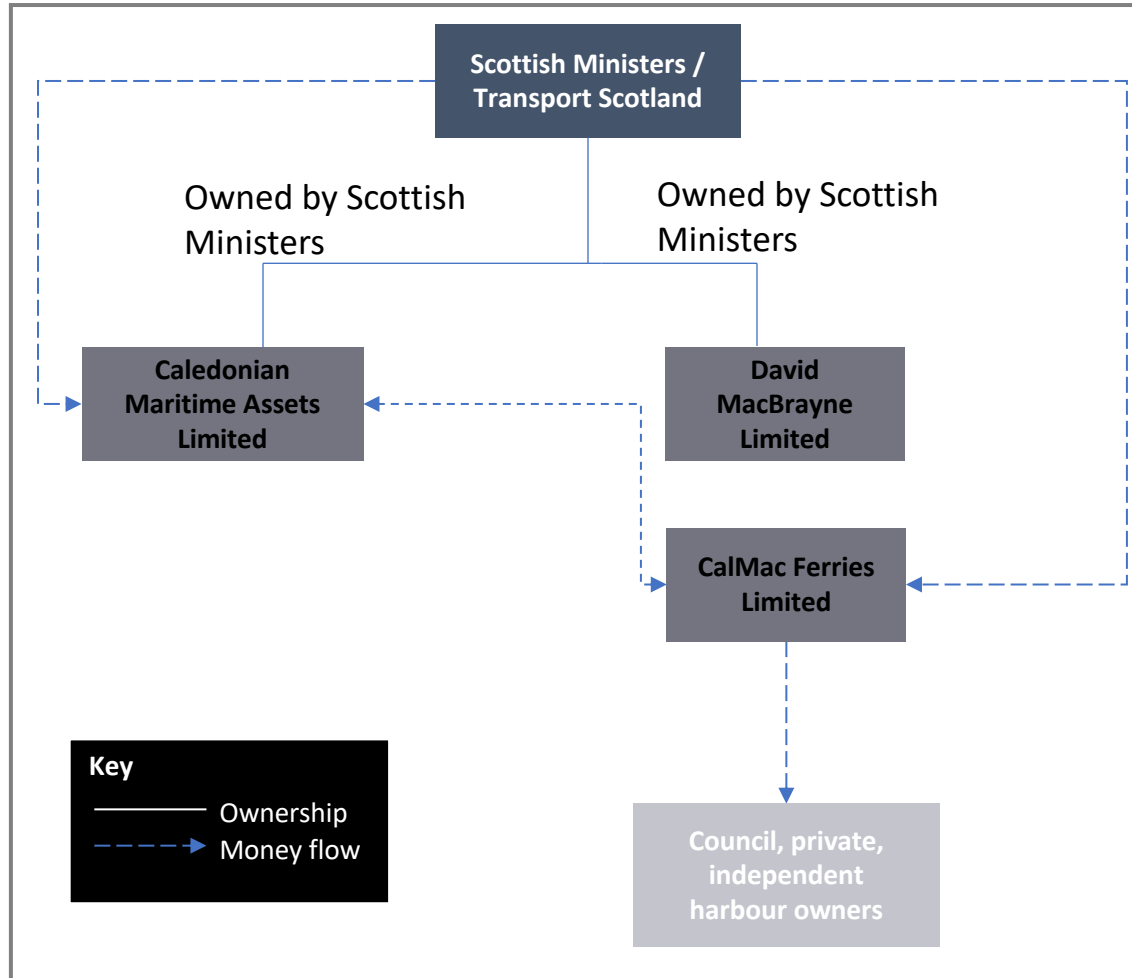 Scottish Ministers /
Transport Scotland
Owned by Scottish
Ministers
Owned by Scottish
Ministers
Caledonian
Maritime Assets
Limited
David
MacBrayne
Limited
CalMac Ferries
Limited
Key
Ownership
Money flow
Council, private,
independent
harbour owners